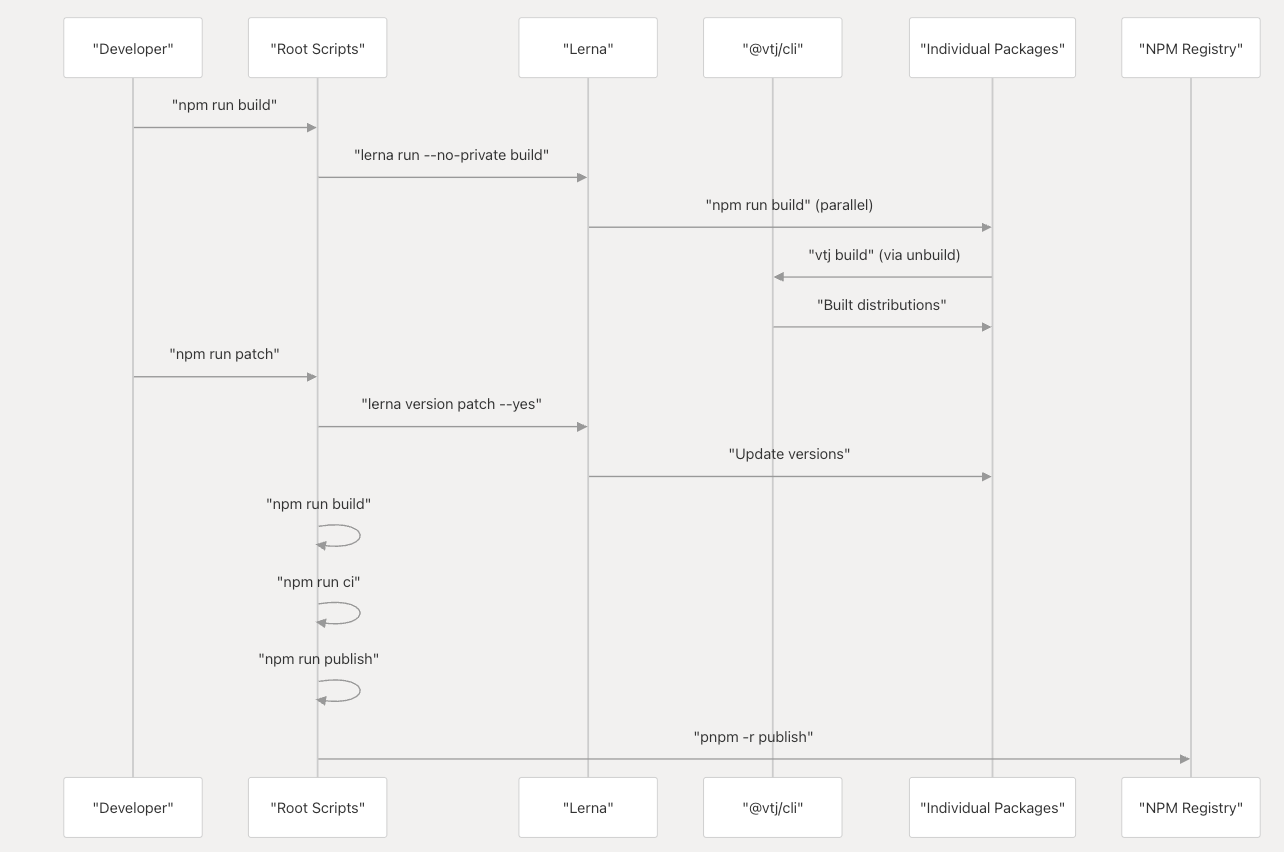 "Developer"
"Root Scripts"
"Lerna"
"@vtj/cli"
"Individual Packages"
"NPM Registry"
"npm run build"
"lerna run --no-private build"
"npm run build" (parallel)
"vtj build" (via unbuild)
"Built distributions"
"npm run patch"
"lerna version patch --yes"
"Update versions"
"npm run build"
"npm run ci"
"npm run publish"
"pnpm -r publish"
"Developer"
"Root Scripts"
"Lerna"
"@vtj/cli"
"Individual Packages"
"NPM Registry"